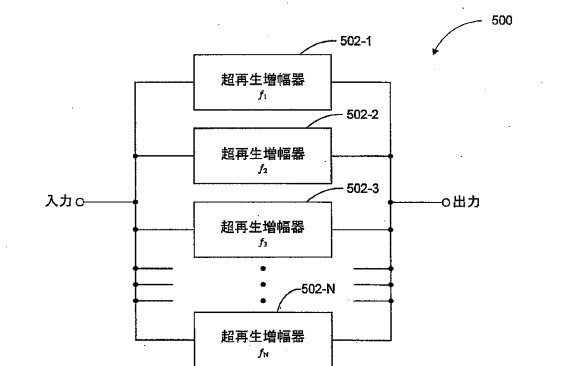 500
502-1
超再生増幅器
f₁
502-2
超再生増幅器
f₂
入力
出力
502-3
超再生増幅器
f₃
502-N
超再生増幅器
f_N